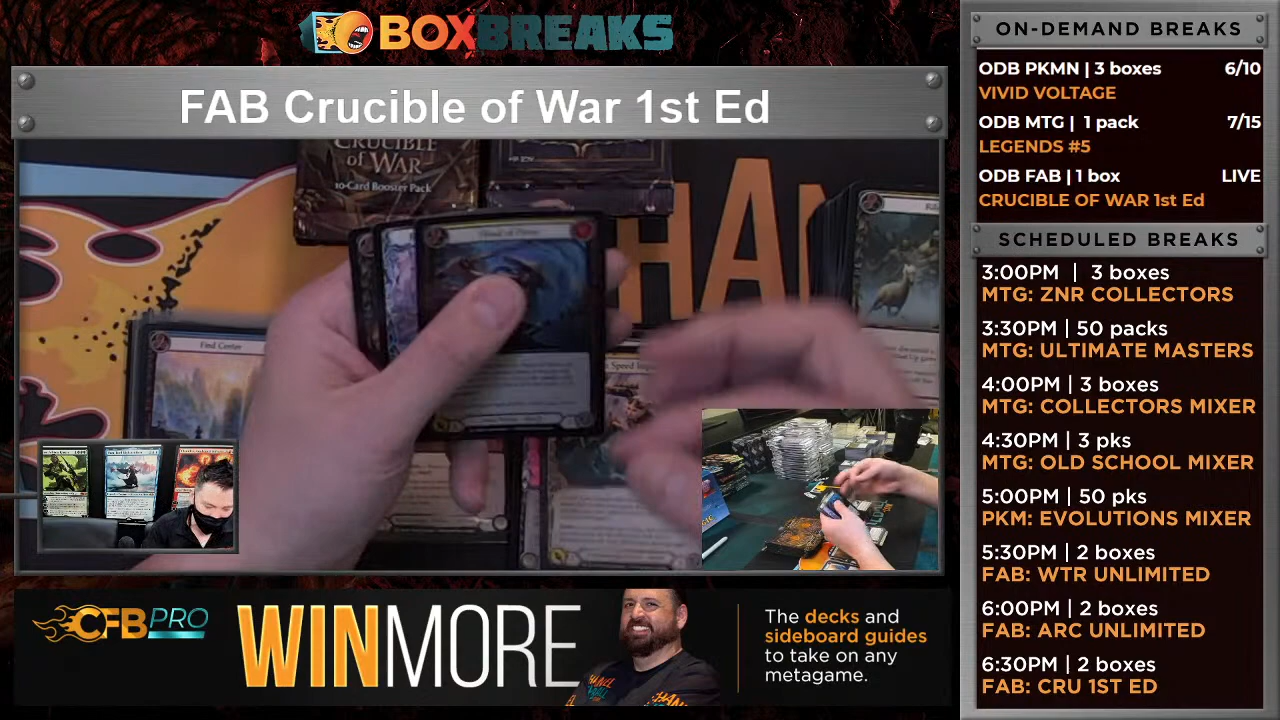 BOXBREAKS
FAB Crucible of War 1st Ed
CRUCIBLE
of WAR
10-Card Booster Pack
HAN
Find Center
Speed
CFBPRO
WINMORE
The decks and
sideboard guides
to take on any
metagame.
ON-DEMAND BREAKS
ODB PKMN | 3 boxes 6/10
VIVID VOLTAGE
ODB MTG | 1 pack 7/15
LEGENDS #5
ODB FAB | 1 box LIVE
CRUCIBLE OF WAR 1st Ed
SCHEDULED BREAKS
3:00PM | 3 boxes
MTG: ZNR COLLECTORS
3:30PM | 50 packs
MTG: ULTIMATE MASTERS
4:00PM | 3 boxes
MTG: COLLECTORS MIXER
4:30PM | 3 pks
MTG: OLD SCHOOL MIXER
5:00PM | 50 pks
PKM: EVOLUTIONS MIXER
5:30PM | 2 boxes
FAB: WTR UNLIMITED
6:00PM | 2 boxes
FAB: ARC UNLIMITED
6:30PM | 2 boxes
FAB: CRU 1ST ED